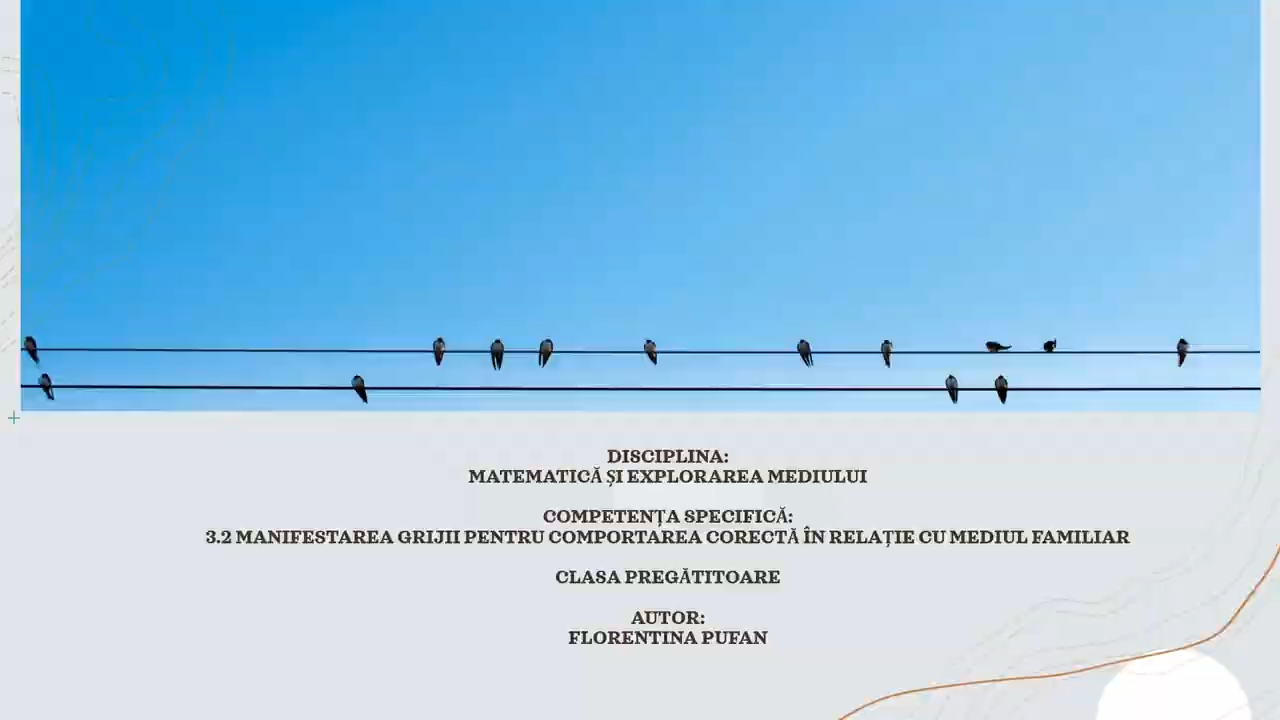 DISCIPLINA:
MATEMATICĂ ȘI EXPLORAREA MEDIULUI
COMPETENȚA SPECIFICĂ:
3.2 MANIFESTAREA GRIJII PENTRU COMPORTAREA CORECTĂ ÎN RELAȚIE CU MEDIUL FAMILIAR
CLASA PREGĂTITOARE
AUTOR:
FLORENTINA PUFAN